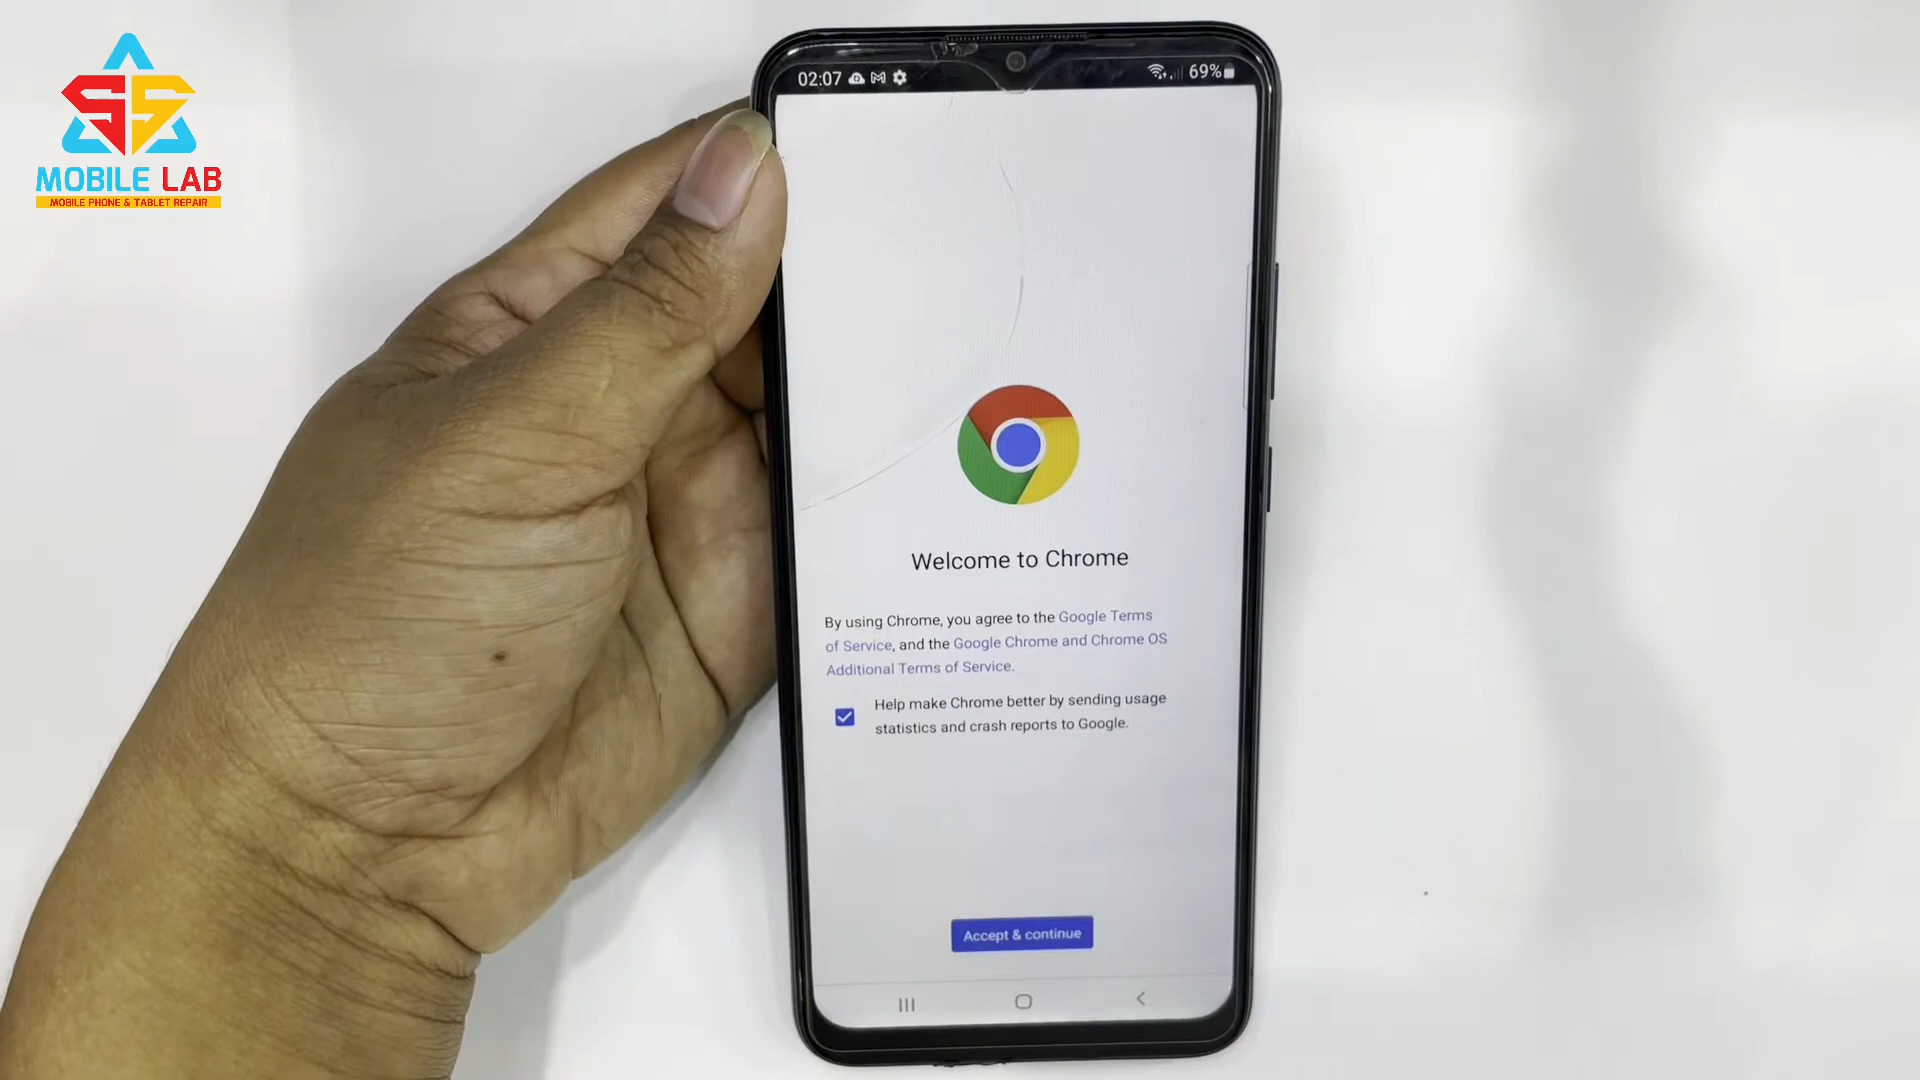 SS
MOBILE LAB
MOBILE PHONE & TABLET REPAIR
02:07
69%
Welcome to Chrome
By using Chrome, you agree to the Google Terms
of Service, and the Google Chrome and Chrome OS
Additional Terms of Service.
Help make Chrome better by sending usage
statistics and crash reports to Google.
Accept & continue